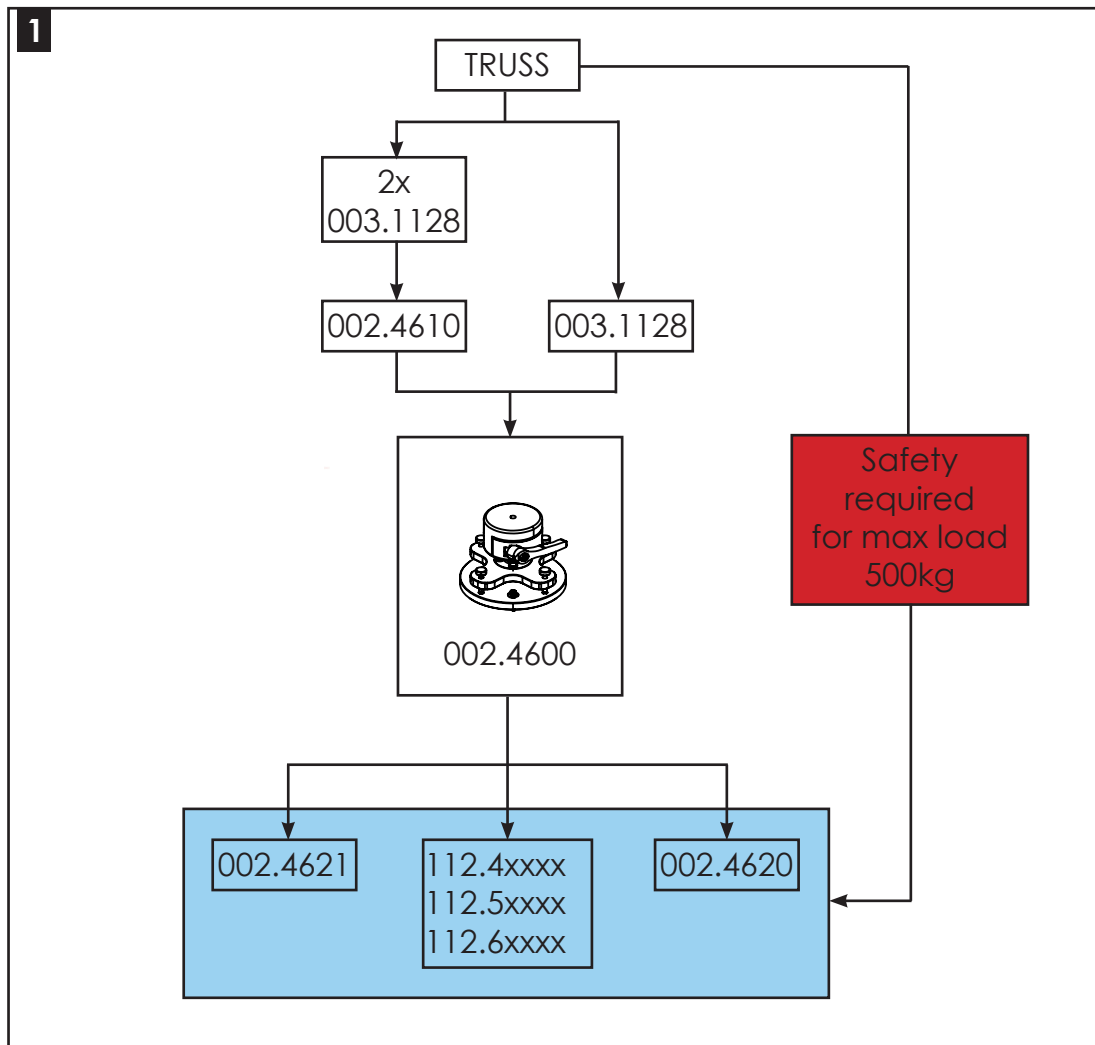 1
TRUSS
2x
003.1128
002.4610
003.1128
Safety
required
for max load
500kg
002.4600
002.4621
112.4xxxx
112.5xxxx
112.6xxxx
002.4620